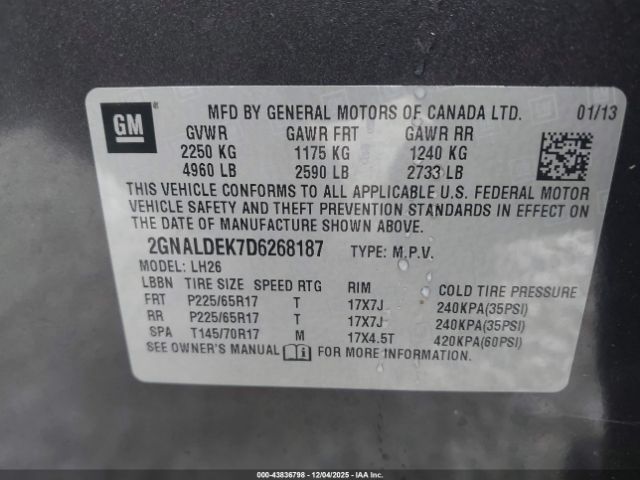 GM
MFD BY GENERAL MOTORS OF CANADA LTD. 01/13
GVWR GAWR FRT GAWR RR
2250 KG 1175 KG 1240 KG
4960 LB 2590 LB 2733 LB
THIS VEHICLE CONFORMS TO ALL APPLICABLE U.S. FEDERAL MOTOR
VEHICLE SAFETY AND THEFT PREVENTION STANDARDS IN EFFECT ON
THE DATE OF MANUFACTURE SHOWN ABOVE.
2GNALDEK7D6268187 TYPE: M.P.V.
MODEL: LH26
LBBN TIRE SIZE SPEED RTG RIM COLD TIRE PRESSURE
FRT P225/65R17 T 17X7J 240KPA(35PSI)
RR P225/65R17 T 17X7J 240KPA(35PSI)
SPA T145/70R17 M 17X4.5T 420KPA(60PSI)
SEE OWNER'S MANUAL i FOR MORE INFORMATION.
000-43836798 - 12/04/2025 - IAAI.COM